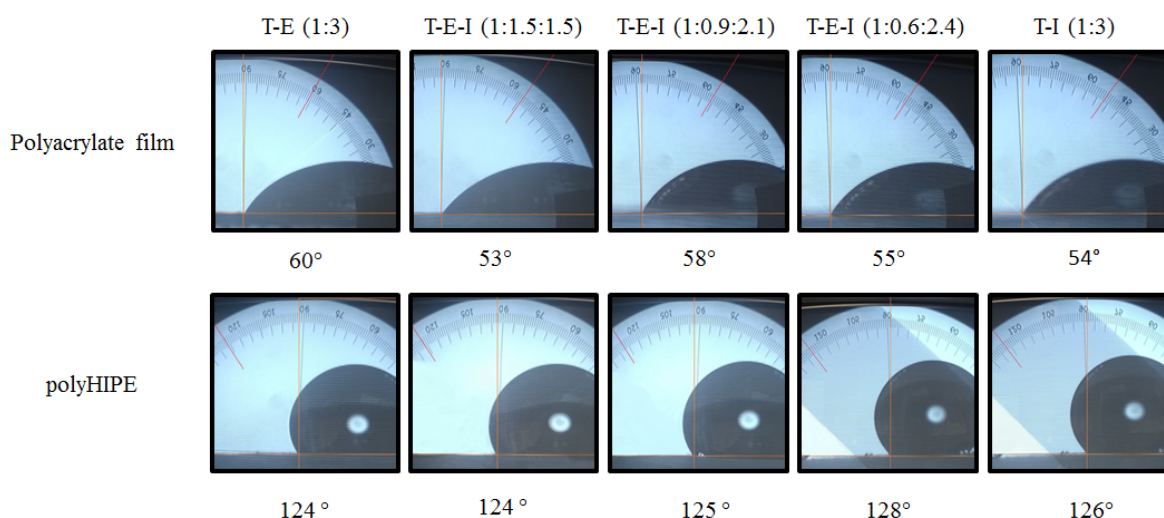 T-E (1:3) T-E-I (1:1.5:1.5) T-E-I (1:0.9:2.1) T-E-I (1:0.6:2.4) T-I (1:3)
Polyacrylate film
60° 53° 58° 55° 54°
polyHIPE
124° 124° 125° 128° 126°